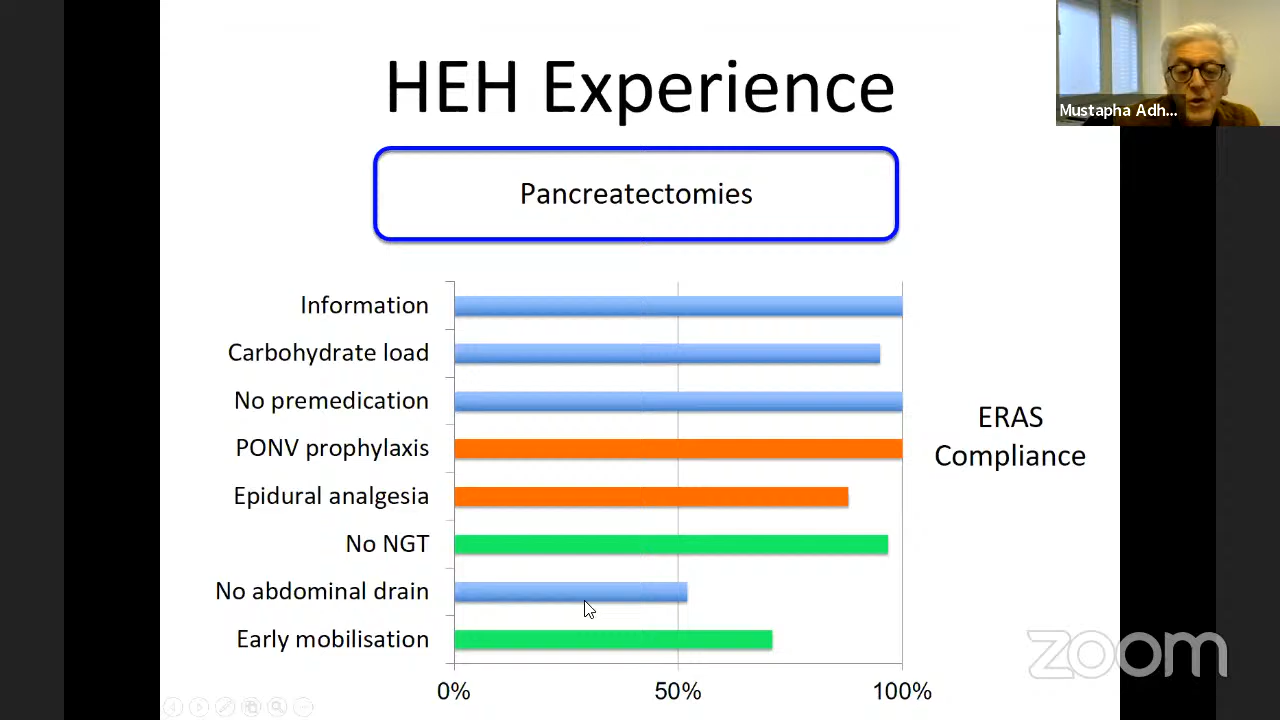 HEH Experience
Mustapha Adh...
Pancreatectomies
Information
Carbohydrate load
No premedication
PONV prophylaxis
Epidural analgesia
No NGT
No abdominal drain
Early mobilisation
0%
50%
100%
ERAS
Compliance
zoom